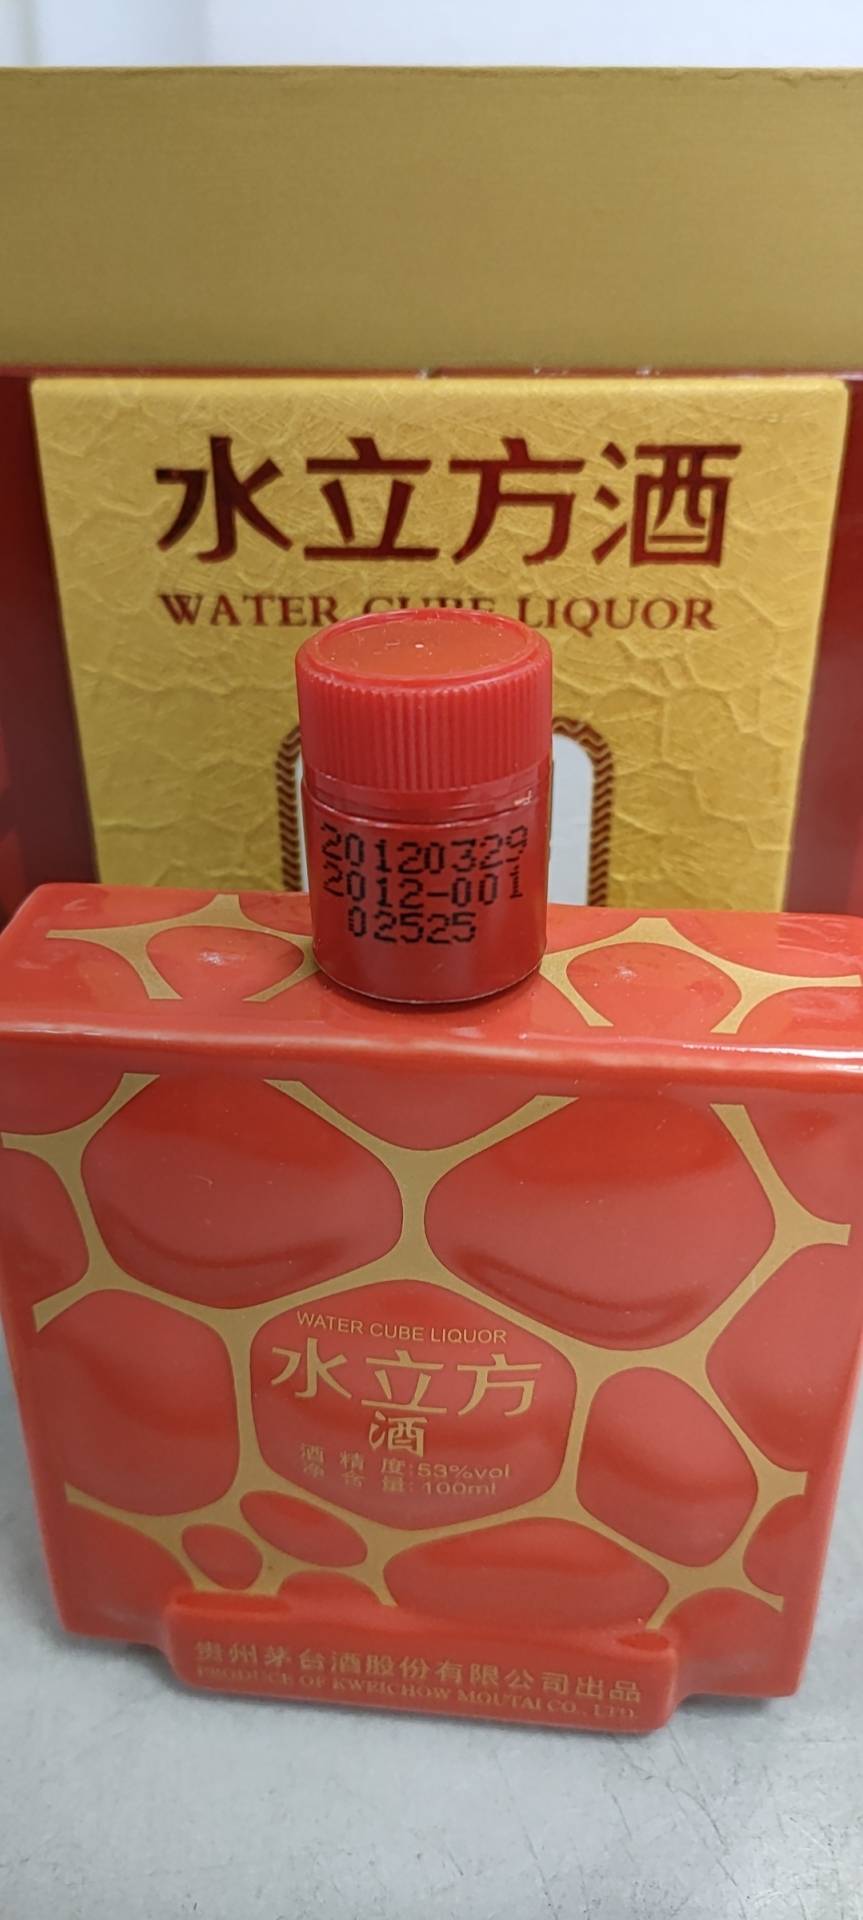 水立方酒
WATER CUBE LIQUOR
20120329
2012-001
02525
WATER CUBE LIQUOR
水立方
酒
酒精度:53%vol
净含量:100ml
贵州茅台酒股份有限公司出品
PRODUCE OF KWEICHOW MOUTAI CO., LTD.